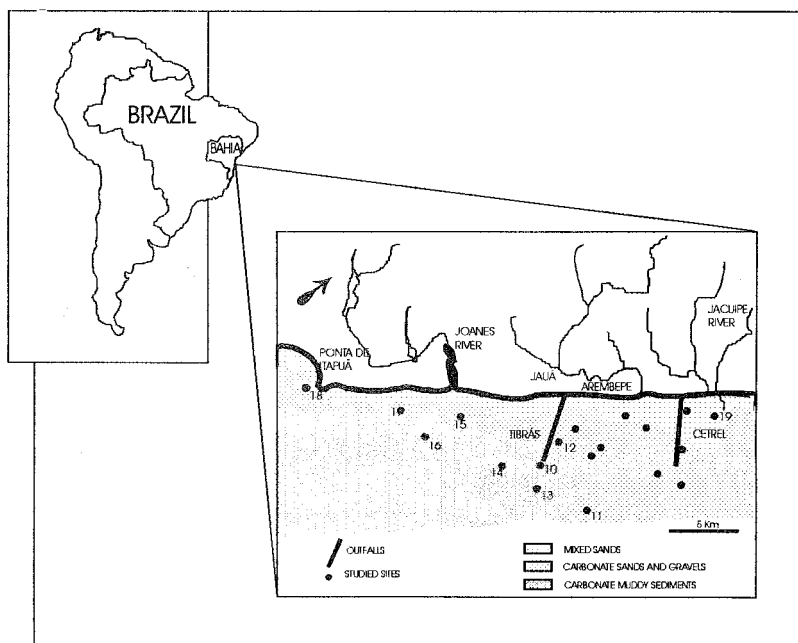 BRAZIL
BAHIA
JACUIPE
RIVER
JOANES
RIVER
PONTA DE
ITAPUÃ
JAUÁ
AREMBEPE
18
15
19
16
TIBRÁS
12
CETREL
14
10
13
11
5 Km
OUTFALLS
STUDIED SITES
MIXED SANDS
CARBONATE SANDS AND GRAVELS
CARBONATE MUDDY SEDIMENTS